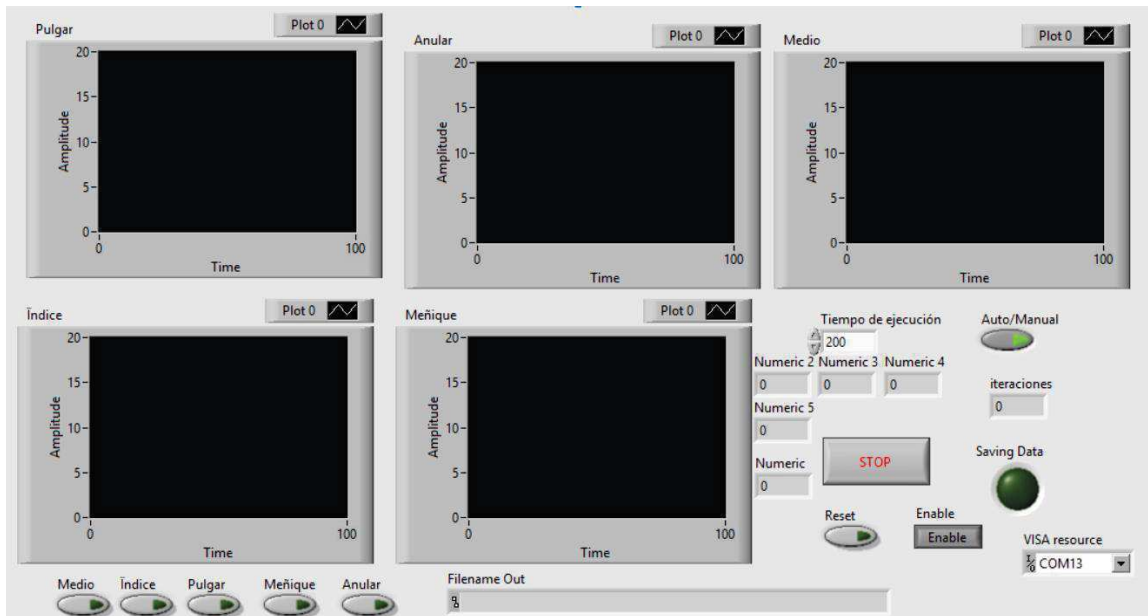 Pulgar
Plot 0
20
15
10
5
0
Amplitude
0
100
Time
Anular
Plot 0
20
15
10
5
0
Amplitude
0
100
Time
Medio
Plot 0
20
15
10
5
0
Amplitude
0
100
Time
Ïndice
Plot 0
20
15
10
5
0
Amplitude
0
100
Time
Meñique
Plot 0
20
15
10
5
0
Amplitude
0
100
Time
Tiempo de ejecución
200
Auto/Manual
Numeric 2 Numeric 3 Numeric 4
0 0 0
iteraciones
0
Numeric 5
0
Numeric
0
STOP
Saving Data
Reset
Enable
Enable
VISA resource
COM13
Medio Ïndice Pulgar Meñique Anular
Filename Out